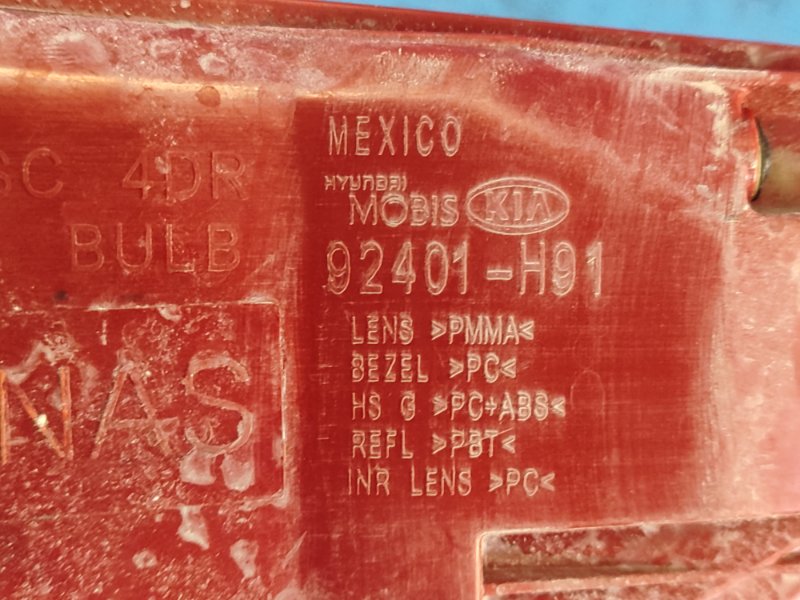 MEXICO
HYUNDAI
MOBIS KIA
92401-H91
LENS >PMMA<
BEZEL >PC<
HS G >PC+ABS<
REFL >PBT<
INR LENS >PC<
SC 4DR
BULB
NAS